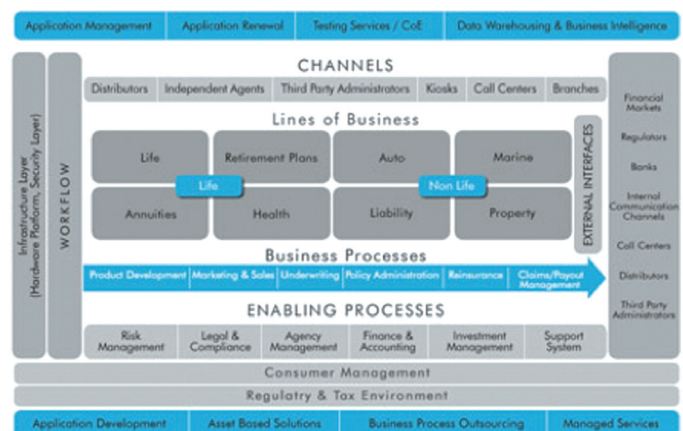 Application Management
Application Renewal
Testing Services / CoE
Data Warehousing & Business Intelligence
Infrastructure Layer
(Hardware Platform, Security Layer)
WORKFLOW
CHANNELS
Distributors
Independent Agents
Third Party Administrators
Kiosks
Call Centers
Branches
Lines of Business
Life
Retirement Plans
Auto
Marine
Life
Non Life
Annuities
Health
Liability
Property
EXTERNAL INTERFACES
Business Processes
Product Development
Marketing & Sales
Underwriting
Policy Administration
Reinsurance
Claims/Payout
Management
ENABLING PROCESSES
Risk
Management
Legal &
Compliance
Agency
Management
Finance &
Accounting
Investment
Management
Support
System
Financial
Markets
Regulators
Banks
Internal
Communication
Channels
Call Centers
Distributors
Third Party
Administrators
Consumer Management
Regulatry & Tax Environment
Application Development
Asset Based Solutions
Business Process Outsourcing
Managed Services